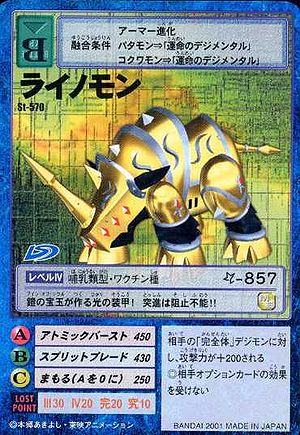 B
ゆうごうじょうけん
融合条件
アーマー進化
パタモン⇒「運命のデジメンタル」
コクワモン⇒「運命のデジメンタル」
ライノモン
St-570
D
レベルⅣ
哺乳類型・ワクチン種
-857
鎧の宝玉が作る光の装甲! 突進は阻止不能!!
A アトミックバースト 450
B スプリットブレード 430
C まもる(Aを0に) 250
LOST POINT Ⅲ30 Ⅳ20 完20 究10
相手の「完全体」デジモンに対し、攻撃力が+200される
◎相手オプションカードの効果を受けない
©本郷あきよし・東映アニメーション
BANDAI 2001 MADE IN JAPAN